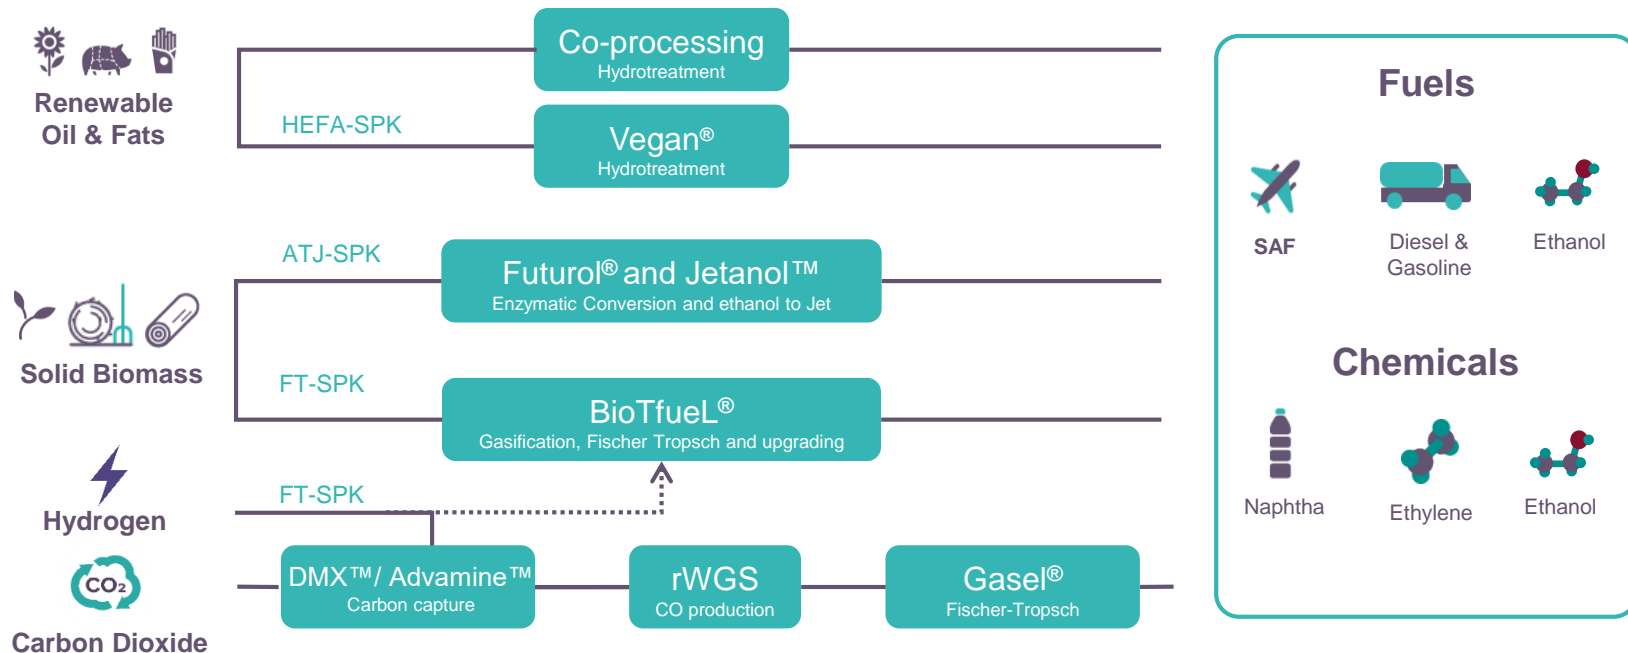 Renewable
Oil & Fats
Co-processing
Hydrotreatment
HEFA-SPK
Vegan®
Hydrotreatment
Solid Biomass
ATJ-SPK
Futurol® and Jetanol™
Enzymatic Conversion and ethanol to Jet
FT-SPK
BioTfueL®
Gasification, Fischer Tropsch and upgrading
Hydrogen
FT-SPK
CO₂
Carbon Dioxide
DMX™/ Advamine™
Carbon capture
rWGS
CO production
Gasel®
Fischer-Tropsch
Fuels
SAF
Diesel &
Gasoline
Ethanol
Chemicals
Naphtha
Ethylene
Ethanol